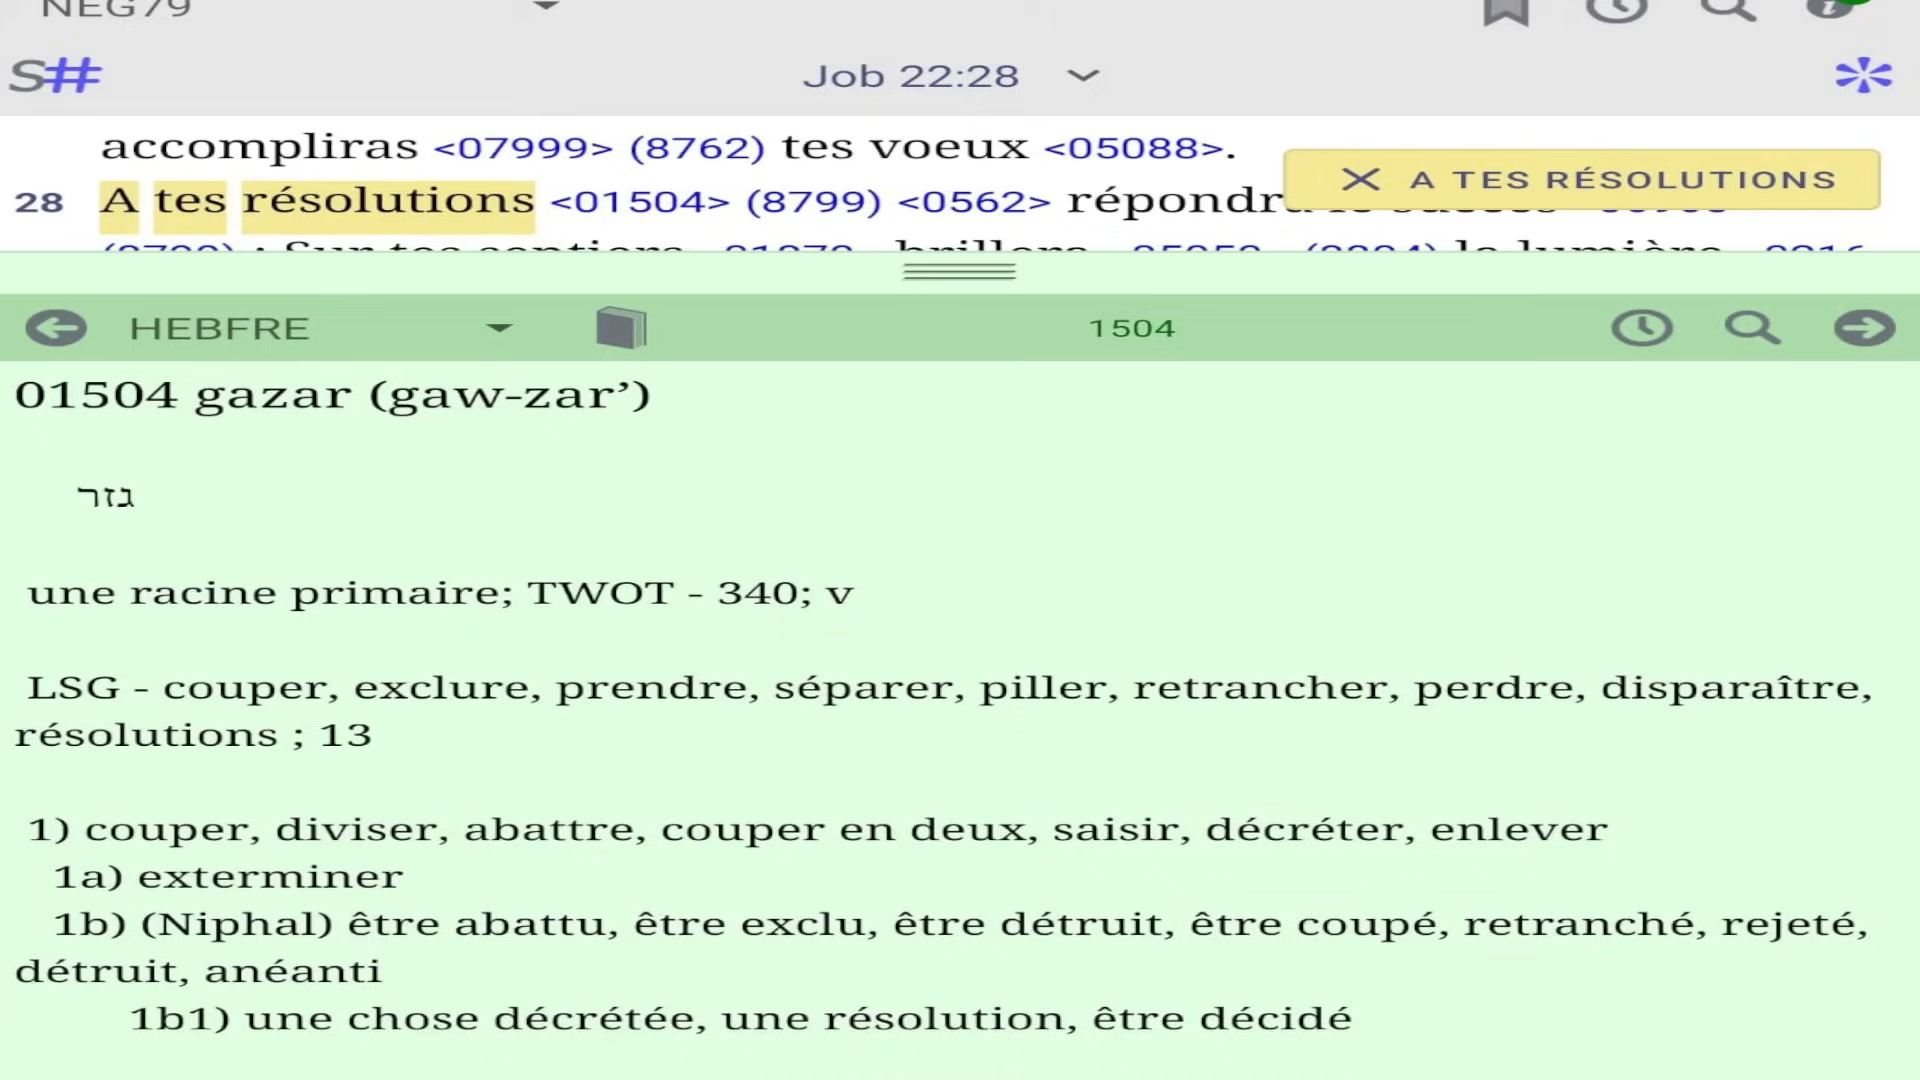 NEG79
S# Job 22:28 *
accompliras <07999> (8762) tes voeux <05088>.
28 A tes résolutions <01504> (8799) <0562> répondra le succès
A TES RÉSOLUTIONS
HEBFRE 1504
01504 gazar (gaw-zar’)
גזר
une racine primaire; TWOT - 340; v
LSG - couper, exclure, prendre, séparer, piller, retrancher, perdre, disparaître,
résolutions ; 13
1) couper, diviser, abattre, couper en deux, saisir, décréter, enlever
1a) exterminer
1b) (Niphal) être abattu, être exclu, être détruit, être coupé, retranché, rejeté,
détruit, anéanti
1b1) une chose décrétée, une résolution, être décidé